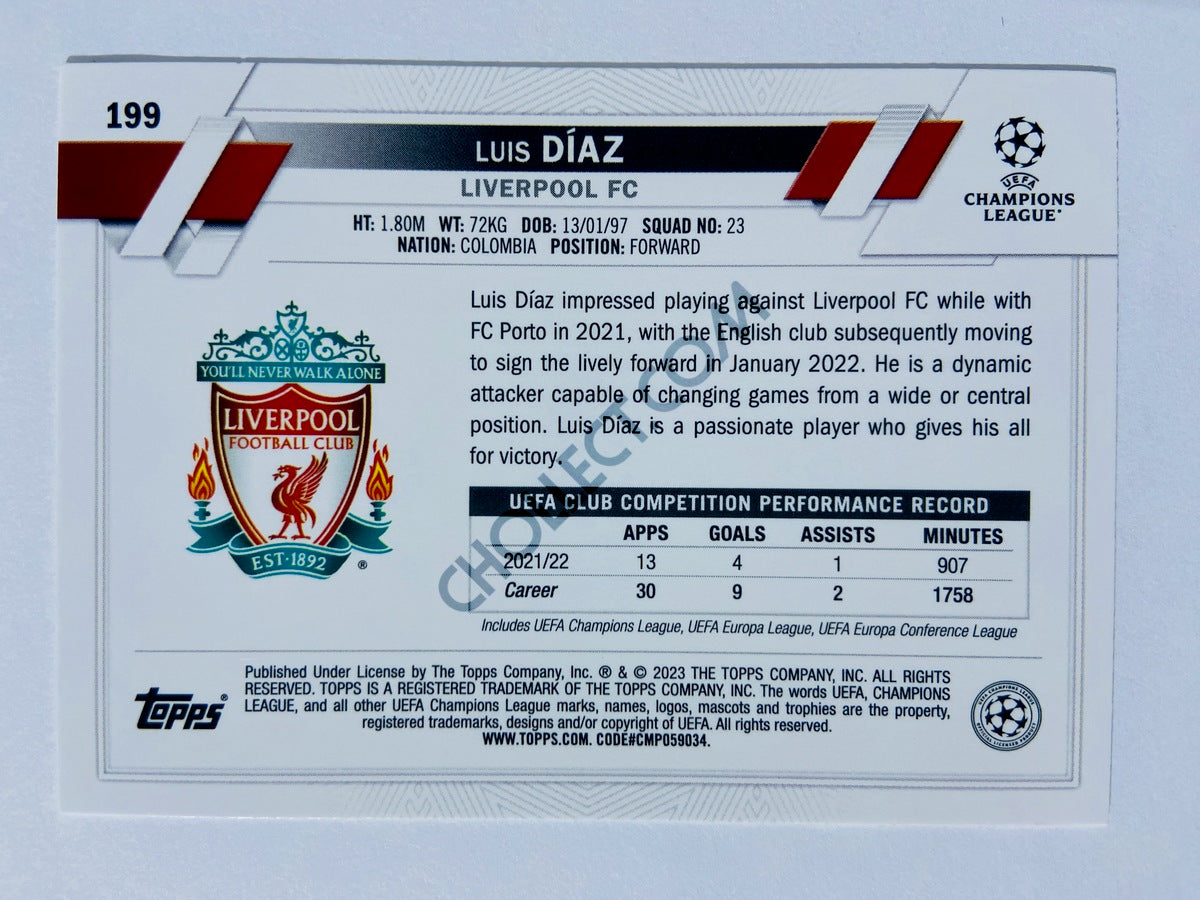 199
LUIS DÍAZ
LIVERPOOL FC
UEFA
CHAMPIONS
LEAGUE®
HT: 1.80M WT: 72KG DOB: 13/01/97 SQUAD NO: 23
NATION: COLOMBIA POSITION: FORWARD
YOU'LL NEVER WALK ALONE
LIVERPOOL
FOOTBALL CLUB
EST·1892 ®
Luis Díaz impressed playing against Liverpool FC while with
FC Porto in 2021, with the English club subsequently moving
to sign the lively forward in January 2022. He is a dynamic
attacker capable of changing games from a wide or central
position. Luis Díaz is a passionate player who gives his all
for victory.
CHOLLECT.COM
UEFA CLUB COMPETITION PERFORMANCE RECORD
APPS GOALS ASSISTS MINUTES
2021/22 13 4 1 907
Career 30 9 2 1758
Includes UEFA Champions League, UEFA Europa League, UEFA Europa Conference League
Topps®
Published Under License by The Topps Company, Inc. ® & © 2023 THE TOPPS COMPANY, INC. ALL RIGHTS
RESERVED. TOPPS IS A REGISTERED TRADEMARK OF THE TOPPS COMPANY, INC. The words UEFA, CHAMPIONS
LEAGUE, and all other UEFA Champions League marks, names, logos, mascots and trophies are the property,
registered trademarks, designs and/or copyright of UEFA. All rights reserved.
WWW.TOPPS.COM. CODE#CMP059034.